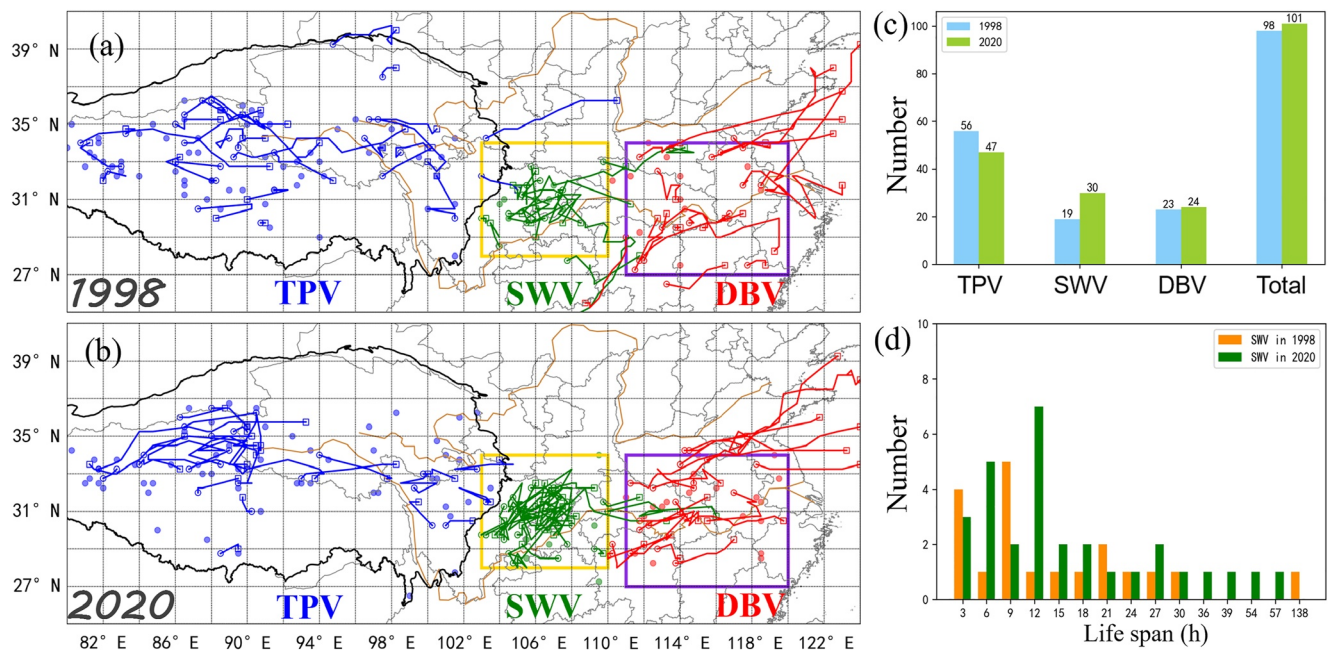 (a)
39° N
35° N
31° N
27° N
1998
TPV
SWV
DBV
(b)
39° N
35° N
31° N
27° N
2020
TPV
SWV
DBV
82° E 86° E 90° E 94° E 98° E 102° E 106° E 110° E 114° E 118° E 122° E
(c)
1998
2020
Number
100
80
60
40
20
0
56
47
19
30
23
24
98
101
TPV SWV DBV Total
(d)
SWV in 1998
SWV in 2020
Number
10
8
6
4
2
0
3 6 9 12 15 18 21 24 27 30 36 39 54 57 138
Life span (h)